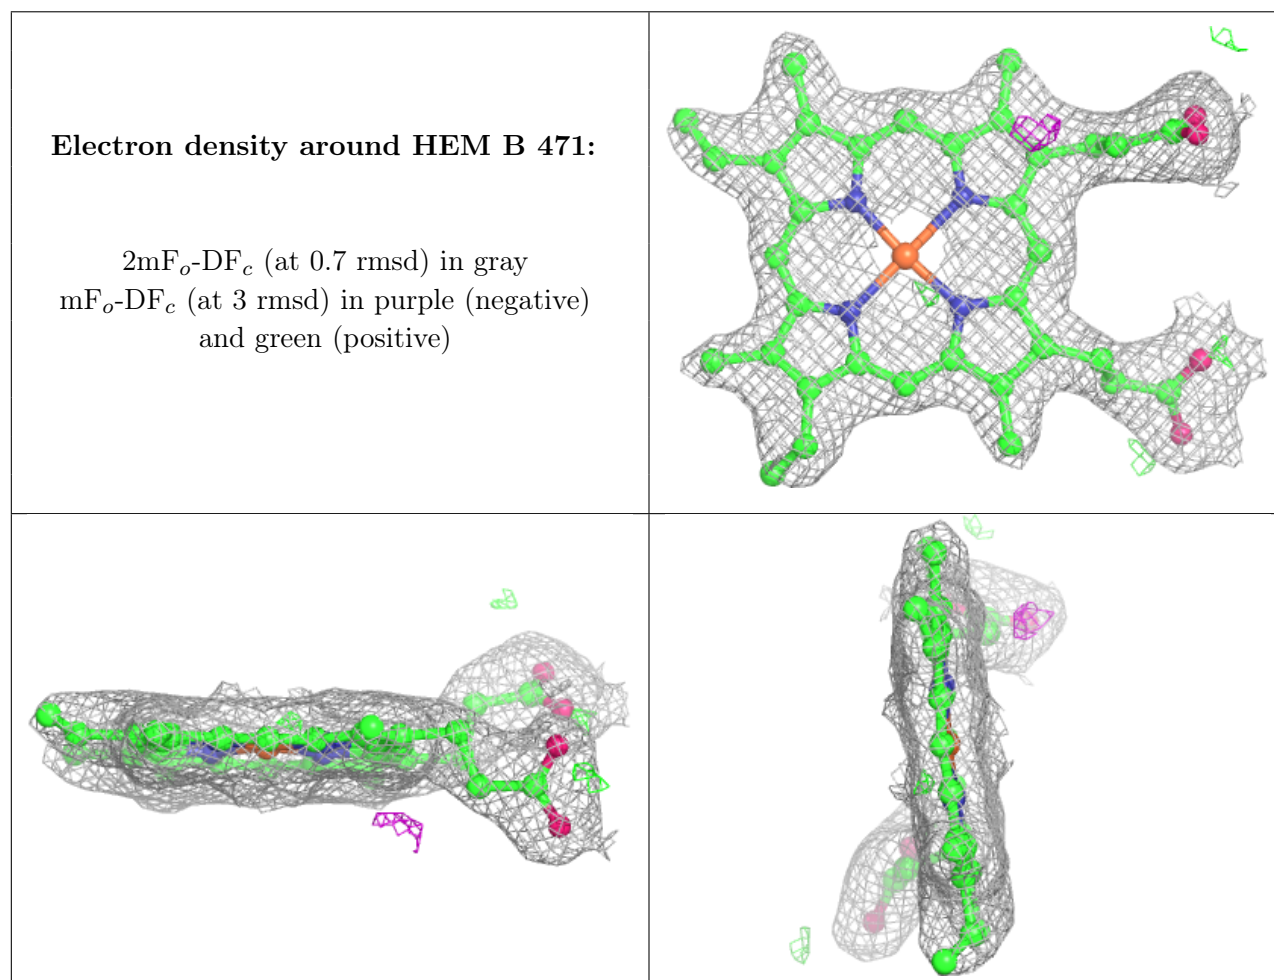 Electron density around HEM B 471:
2mFₒ-DF𝒸 (at 0.7 rmsd) in gray
mFₒ-DF𝒸 (at 3 rmsd) in purple (negative)
and green (positive)